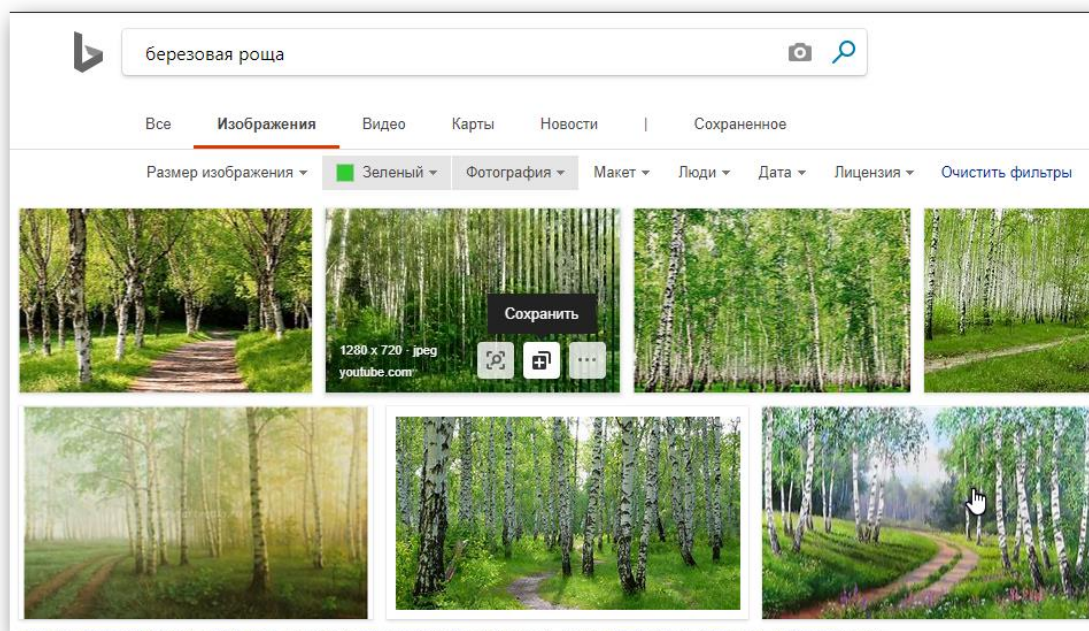 березовая роща
Все Изображения Видео Карты Новости | Сохраненное
Размер изображения Зеленый Фотография Макет Люди Дата Лицензия Очистить фильтры
Сохранить
1280 x 720 · jpeg
youtube.com